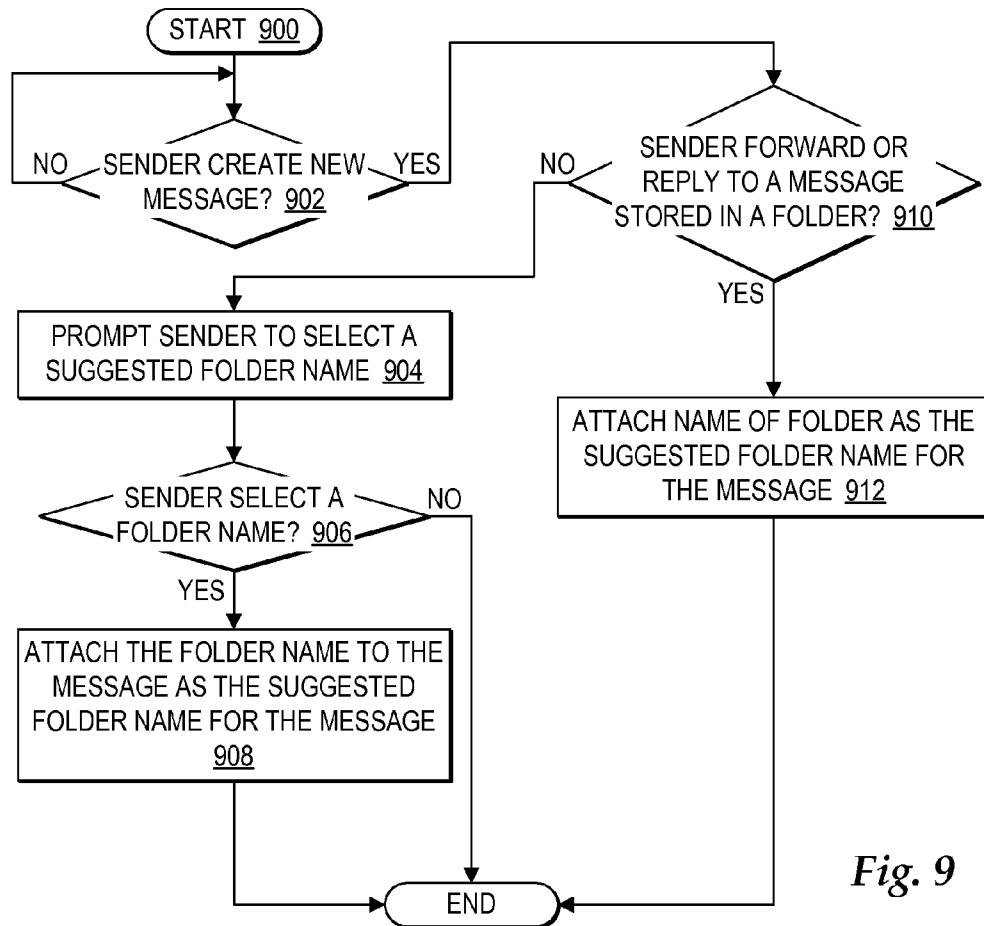 START 900
NO
SENDER CREATE NEW
MESSAGE? 902
YES
NO
SENDER FORWARD OR
REPLY TO A MESSAGE
STORED IN A FOLDER? 910
YES
PROMPT SENDER TO SELECT A
SUGGESTED FOLDER NAME 904
ATTACH NAME OF FOLDER AS THE
SUGGESTED FOLDER NAME FOR
THE MESSAGE 912
SENDER SELECT A
FOLDER NAME? 906
NO
YES
ATTACH THE FOLDER NAME TO THE
MESSAGE AS THE SUGGESTED
FOLDER NAME FOR THE MESSAGE
908
END
Fig. 9